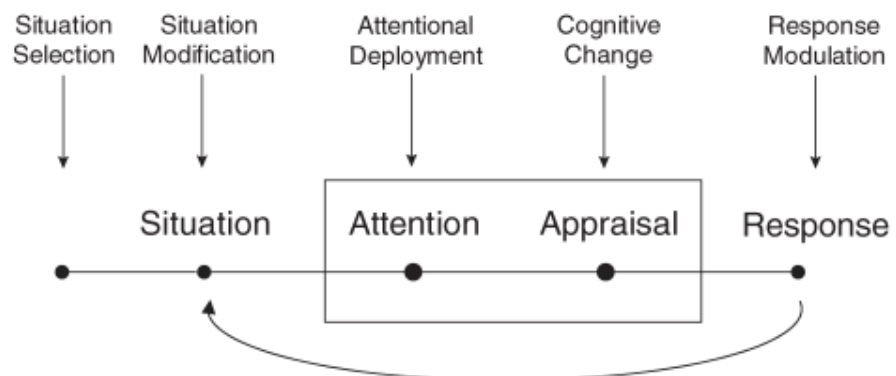 Situation
Selection
Situation
Modification
Attentional
Deployment
Cognitive
Change
Response
Modulation
Situation
Attention
Appraisal
Response